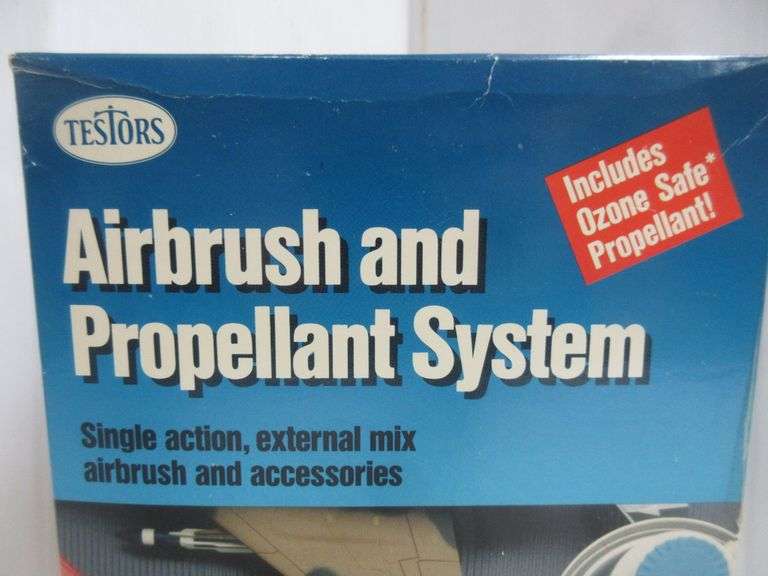 TESTORS
Includes
Ozone Safe*
Propellant!
Airbrush and
Propellant System
Single action, external mix
airbrush and accessories